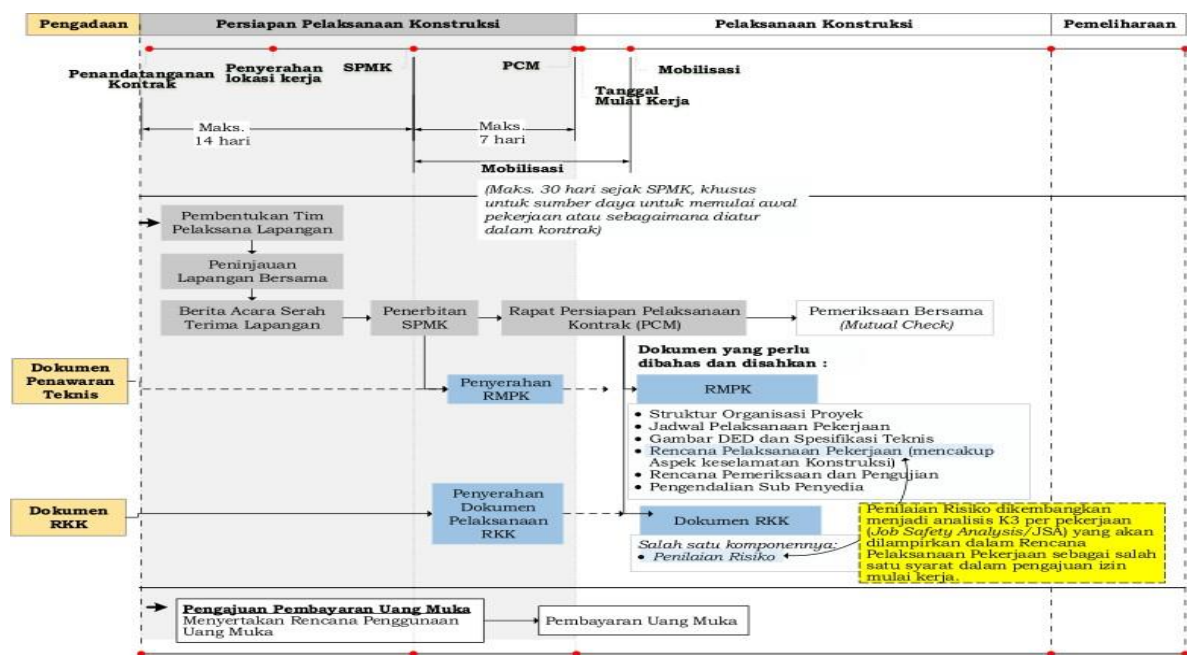 Pengadaan
Persiapan Pelaksanaan Konstruksi
Pelaksanaan Konstruksi
Pemeliharaan
Penandatanganan
Kontrak
Penyerahan
lokasi kerja
SPMK
PCM
Tanggal
Mulai Kerja
Mobilisasi
Maks.
14 hari
Maks.
7 hari
Mobilisasi
(Maks. 30 hari sejak SPMK, khusus
untuk sumber daya untuk memulai awal
pekerjaan atau sebagaimana diatur
dalam kontrak)
Pembentukan Tim
Pelaksana Lapangan
Peninjauan
Lapangan Bersama
Berita Acara Serah
Terima Lapangan
Penerbitan
SPMK
Rapat Persiapan Pelaksanaan
Kontrak (PCM)
Pemeriksaan Bersama
(Mutual Check)
Dokumen yang perlu
dibahas dan disahkan :
Dokumen
Penawaran
Teknis
Penyerahan
RMPK
RMPK
• Struktur Organisasi Proyek
• Jadwal Pelaksanaan Pekerjaan
• Gambar DED dan Spesifikasi Teknis
• Rencana Pelaksanaan Pekerjaan (mencakup
Aspek keselamatan Konstruksi)
• Rencana Pemeriksaan dan Pengujian
• Pengendalian Sub Penyedia
Dokumen
RKK
Penyerahan
Dokumen
Pelaksanaan
RKK
Dokumen RKK
Salah satu komponennya:
• Penilaian Risiko
Penilaian Risiko dikembangkan
menjadi analisis K3 per pekerjaan
(Job Safety Analysis/JSA) yang akan
dilampirkan dalam Rencana
Pelaksanaan Pekerjaan sebagai salah
satu syarat dalam pengajuan izin
mulai kerja.
Pengajuan Pembayaran Uang Muka
Menyertakan Rencana Penggunaan
Uang Muka
Pembayaran Uang Muka